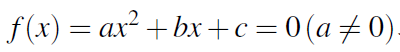 f(x) = ax² + bx + c = 0 (a ≠ 0).